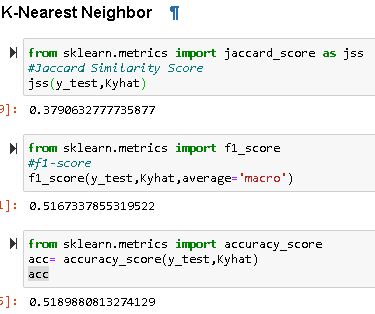 K-Nearest Neighbor ¶
from sklearn.metrics import jaccard_score as jss
#Jaccard Similarity Score
jss(y_test,Kyhat)
9]: 0.3790632777735877
from sklearn.metrics import f1_score
#f1-score
f1_score(y_test,Kyhat,average='macro')
1]: 0.5167337855319522
from sklearn.metrics import accuracy_score
acc= accuracy_score(y_test,Kyhat)
acc
5]: 0.5189880813274129